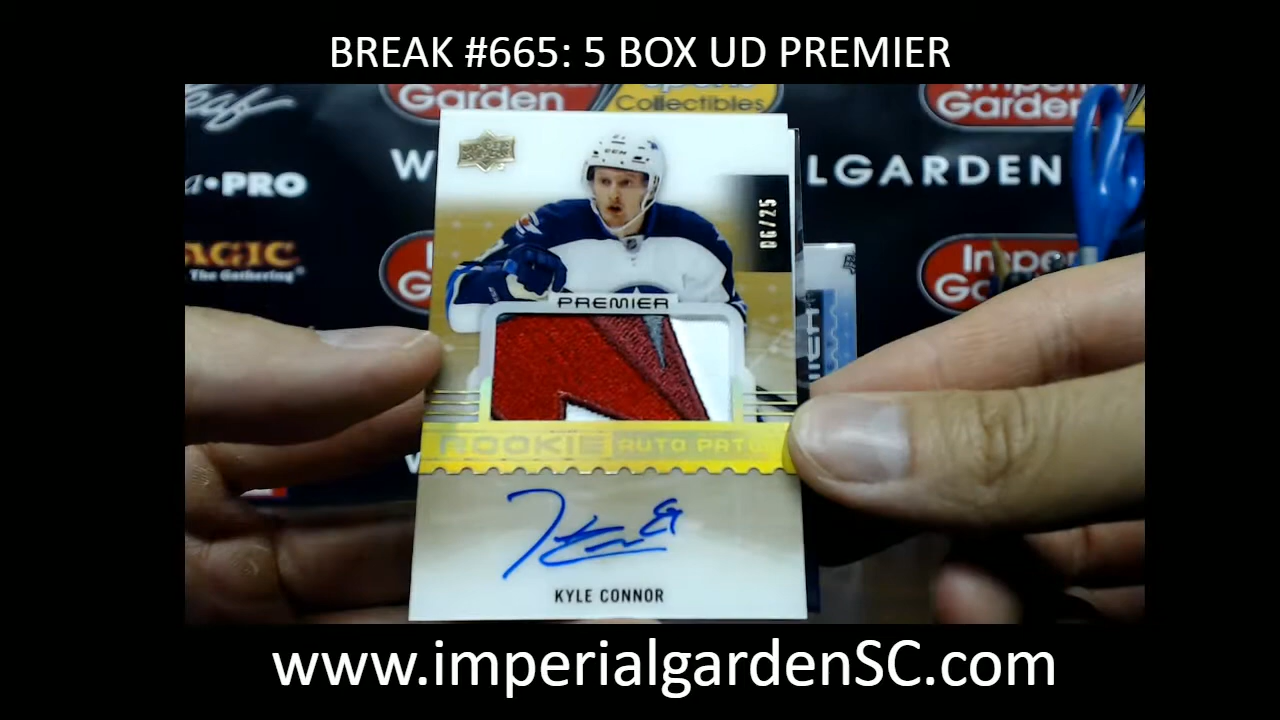 BREAK #665: 5 BOX UD PREMIER
Garden
Collectibles
Imperial
Garden
W
LGARDEN
PRO
MAGIC
The Gathering
Imperial
06/25
PREMIER
ROOKIE AUTO PATCH
KYLE CONNOR
www.imperialgardenSC.com